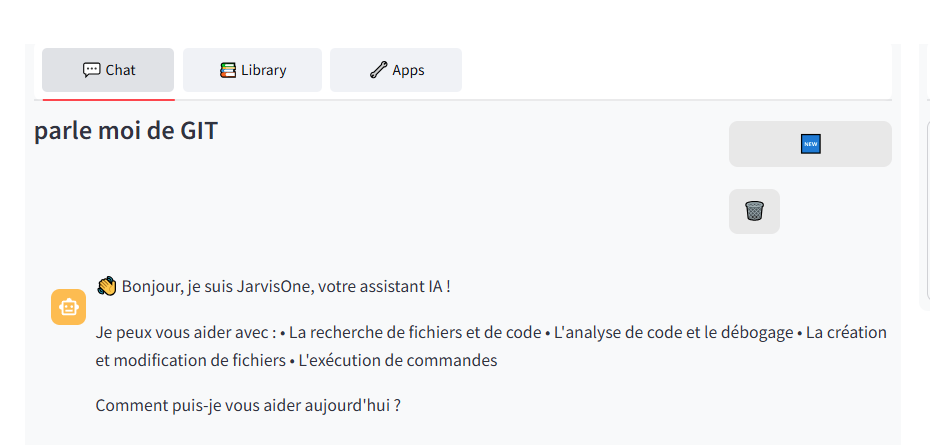 💬 Chat
📚 Library
🔧 Apps
parle moi de GIT
NEW
👋 Bonjour, je suis JarvisOne, votre assistant IA !
Je peux vous aider avec : • La recherche de fichiers et de code • L'analyse de code et le débogage • La création
et modification de fichiers • L'exécution de commandes
Comment puis-je vous aider aujourd'hui ?